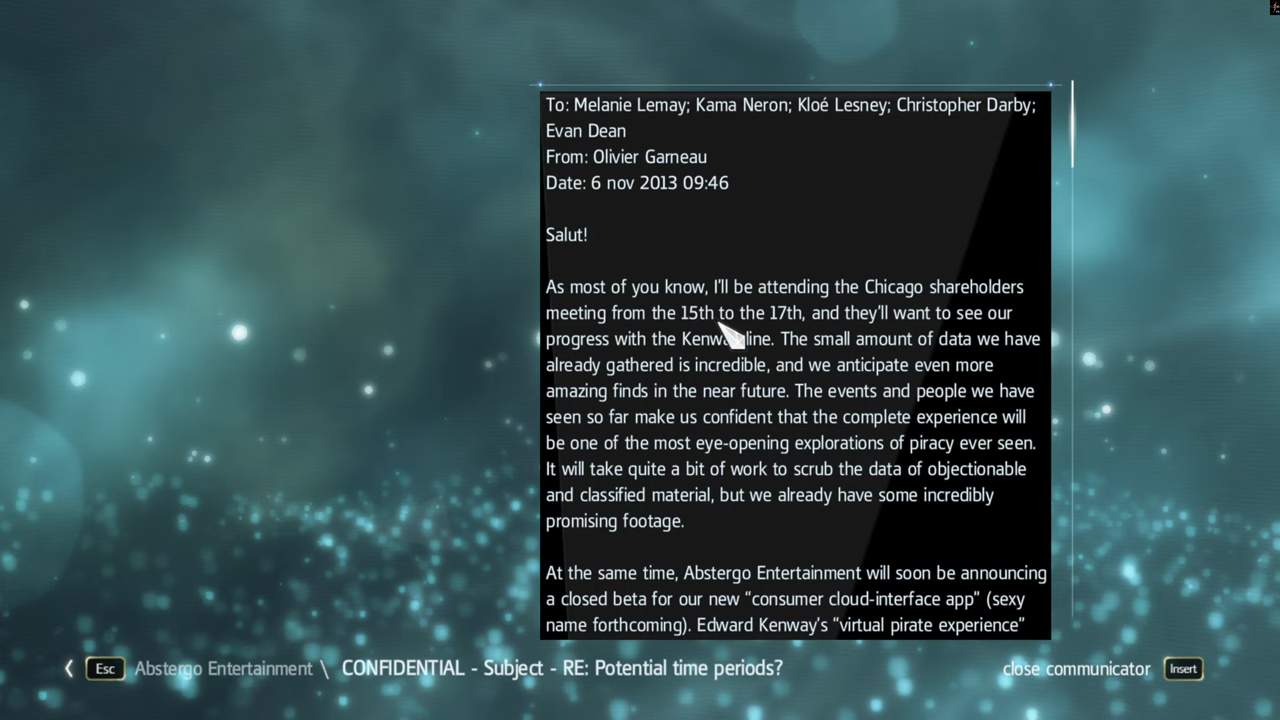 To: Melanie Lemay; Kama Neron; Kloé Lesney; Christopher Darby;
Evan Dean
From: Olivier Garneau
Date: 6 nov 2013 09:46
Salut!
As most of you know, I'll be attending the Chicago shareholders
meeting from the 15th to the 17th, and they'll want to see our
progress with the Kenway line. The small amount of data we have
already gathered is incredible, and we anticipate even more
amazing finds in the near future. The events and people we have
seen so far make us confident that the complete experience will
be one of the most eye-opening explorations of piracy ever seen.
It will take quite a bit of work to scrub the data of objectionable
and classified material, but we already have some incredibly
promising footage.
At the same time, Abstergo Entertainment will soon be announcing
a closed beta for our new “consumer cloud-interface app” (sexy
name forthcoming). Edward Kenway's “virtual pirate experience”
Esc Abstergo Entertainment \ CONFIDENTIAL - Subject - RE: Potential time periods? close communicator Insert